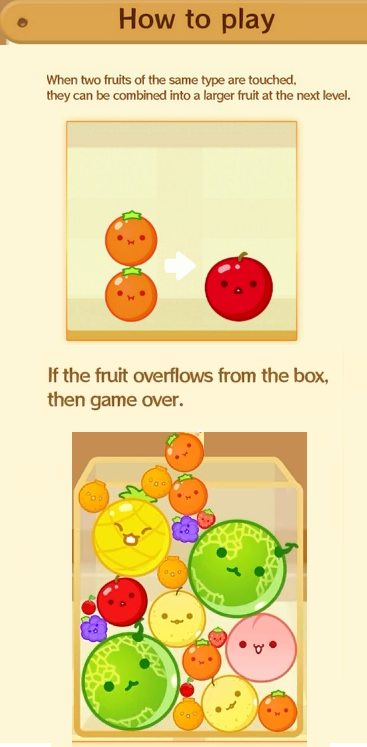 How to play
When two fruits of the same type are touched,
they can be combined into a larger fruit at the next level.
If the fruit overflows from the box,
then game over.